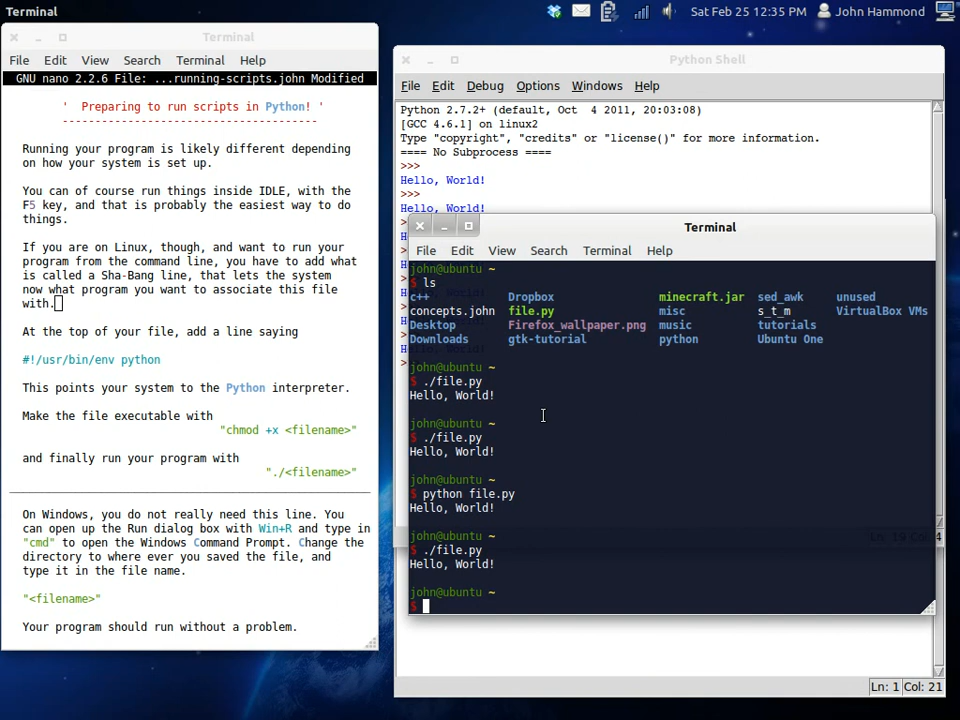 Terminal
Sat Feb 25 12:35 PM
John Hammond
Terminal
File Edit View Search Terminal Help
GNU nano 2.2.6 File: ...running-scripts.john Modified
' Preparing to run scripts in Python! '
------------------------------------
Running your program is likely different depending
on how your system is set up.
You can of course run things inside IDLE, with the
F5 key, and that is probably the easiest way to do
things.
If you are on Linux, though, and want to run your
program from the command line, you have to add what
is called a Sha-Bang line, that lets the system
now what program you want to associate this file
with.
At the top of your file, add a line saying
#!/usr/bin/env python
This points your system to the Python interpreter.
Make the file executable with
"chmod +x <filename>"
and finally run your program with
"./<filename>"
On Windows, you do not really need this line. You
can open up the Run dialog box with Win+R and type in
"cmd" to open the Windows Command Prompt. Change the
directory to where ever you saved the file, and
type it in the file name.
"<filename>"
Your program should run without a problem.
Python Shell
File Edit Debug Options Windows Help
Python 2.7.2+ (default, Oct  4 2011, 20:03:08)
[GCC 4.6.1] on linux2
Type "copyright", "credits" or "license()" for more information.
==== No Subprocess ====
>>>
Hello, World!
>>>
Hello, World!
Terminal
File Edit View Search Terminal Help
john@ubuntu ~
$ ls
c++ Dropbox minecraft.jar sed_awk unused
concepts.john file.py misc s_t_m VirtualBox VMs
Desktop Firefox_wallpaper.png music tutorials
Downloads gtk-tutorial python Ubuntu One
john@ubuntu ~
$ ./file.py
Hello, World!
john@ubuntu ~
$ ./file.py
Hello, World!
john@ubuntu ~
$ python file.py
Hello, World!
john@ubuntu ~
$ ./file.py
Hello, World!
john@ubuntu ~
$
Ln: 19 Col: 4
Ln: 1 Col: 21